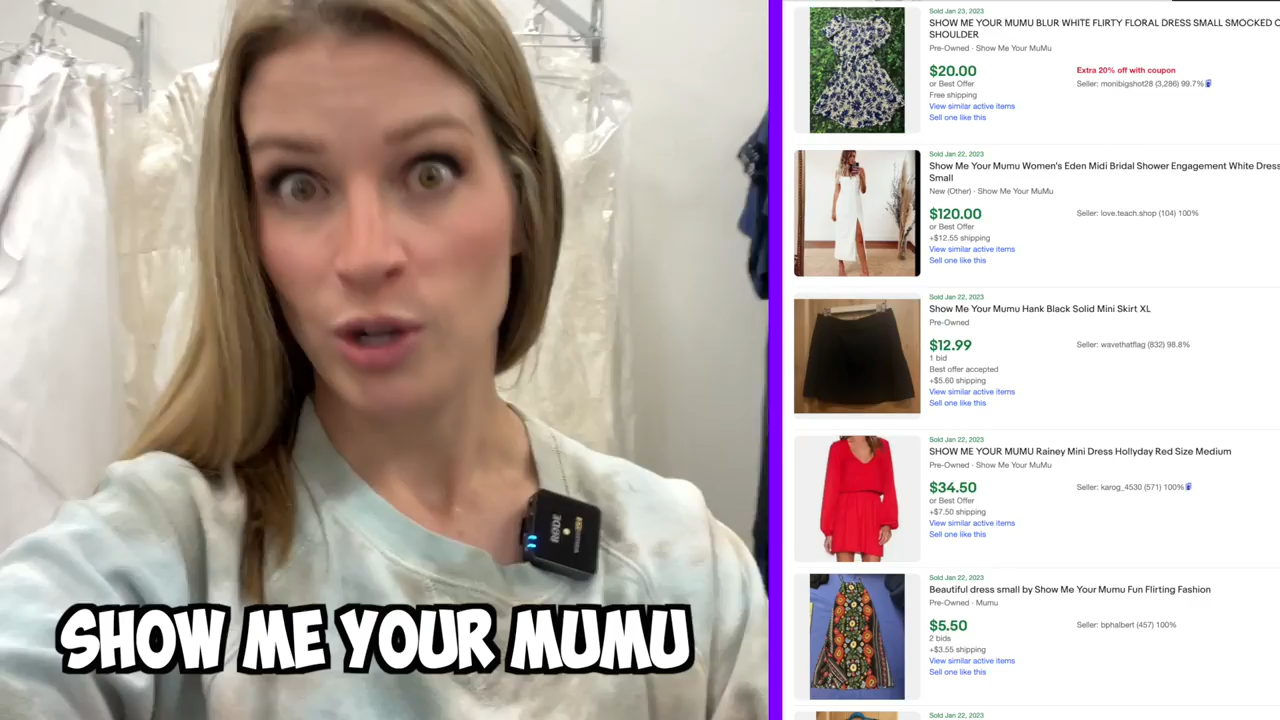 RØDE
SHOW ME YOUR MUMU
Sold Jan 23, 2023
SHOW ME YOUR MUMU BLUR WHITE FLIRTY FLORAL DRESS SMALL SMOCKED
SHOULDER
Pre-Owned · Show Me Your MuMu
$20.00
Extra 20% off with coupon
or Best Offer
Seller: monibigshot28 (3,286) 99.7%
Free shipping
View similar active items
Sell one like this
Sold Jan 22, 2023
Show Me Your Mumu Women's Eden Midi Bridal Shower Engagement White Dress
Small
New (Other) · Show Me Your MuMu
$120.00
Seller: love.teach.shop (104) 100%
or Best Offer
+$12.55 shipping
View similar active items
Sell one like this
Sold Jan 22, 2023
Show Me Your Mumu Hank Black Solid Mini Skirt XL
Pre-Owned
$12.99
Seller: wavethatflag (832) 98.8%
1 bid
Best offer accepted
+$5.60 shipping
View similar active items
Sell one like this
Sold Jan 22, 2023
SHOW ME YOUR MUMU Rainey Mini Dress Hollyday Red Size Medium
Pre-Owned · Show Me Your MuMu
$34.50
Seller: karog_4530 (571) 100%
or Best Offer
+$7.50 shipping
View similar active items
Sell one like this
Sold Jan 22, 2023
Beautiful dress small by Show Me Your Mumu Fun Flirting Fashion
Pre-Owned · Mumu
$5.50
Seller: bphalbert (457) 100%
2 bids
+$3.55 shipping
View similar active items
Sell one like this
Sold Jan 22, 2023